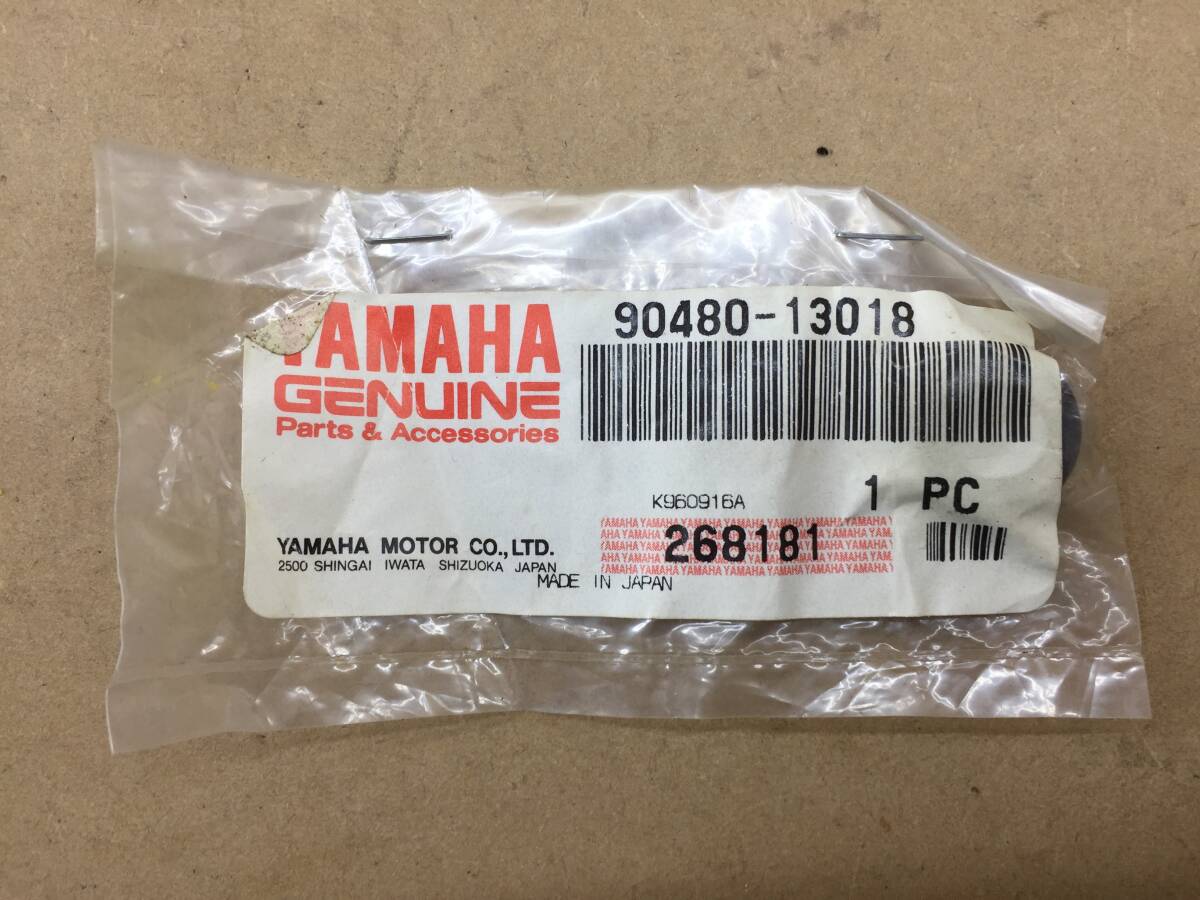 YAMAHA
GENUINE
Parts & Accessories
90480-13018
1 PC
K960916A
268181
YAMAHA MOTOR CO.,LTD.
2500 SHINGAI IWATA SHIZUOKA JAPAN
MADE IN JAPAN